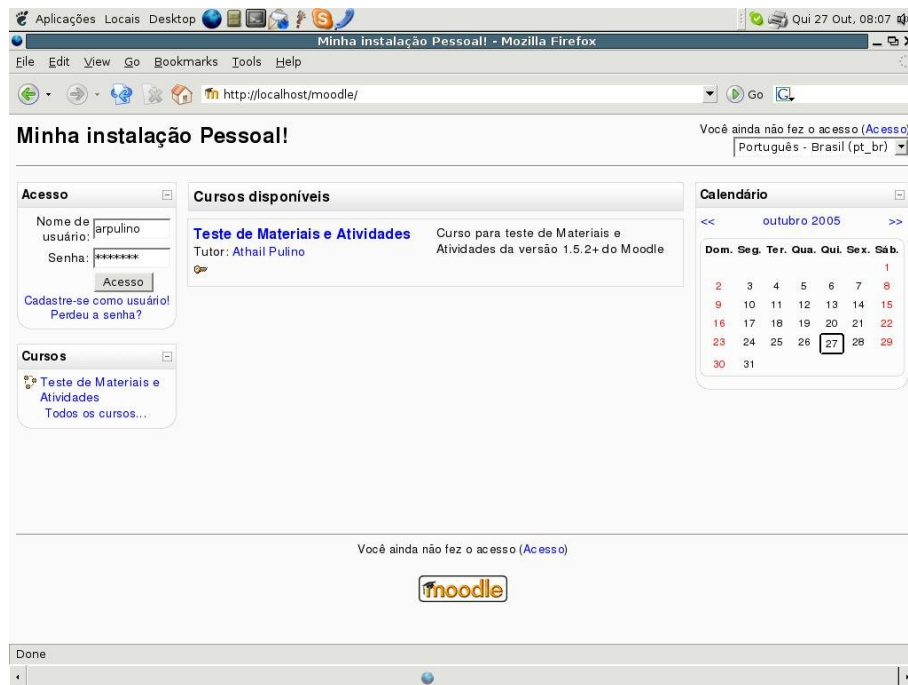 Aplicações Locais Desktop
Qui 27 Out, 08:07
Minha instalação Pessoal! - Mozilla Firefox
File Edit View Go Bookmarks Tools Help
http://localhost/moodle/
Go
G
Minha instalação Pessoal!
Você ainda não fez o acesso (Acesso)
Português - Brasil (pt_br)
Acesso
Nome de usuário: arpulino
Senha: *******
Acesso
Cadastre-se como usuário!
Perdeu a senha?
Cursos
Teste de Materiais e
Atividades
Todos os cursos...
Cursos disponíveis
Teste de Materiais e Atividades
Tutor: Athail Pulino
Curso para teste de Materiais e
Atividades da versão 1.5.2+ do Moodle
Calendário
<< outubro 2005 >>
Dom. Seg. Ter. Qua. Qui. Sex. Sáb.
1
2 3 4 5 6 7 8
9 10 11 12 13 14 15
16 17 18 19 20 21 22
23 24 25 26 27 28 29
30 31
Você ainda não fez o acesso (Acesso)
moodle
Done